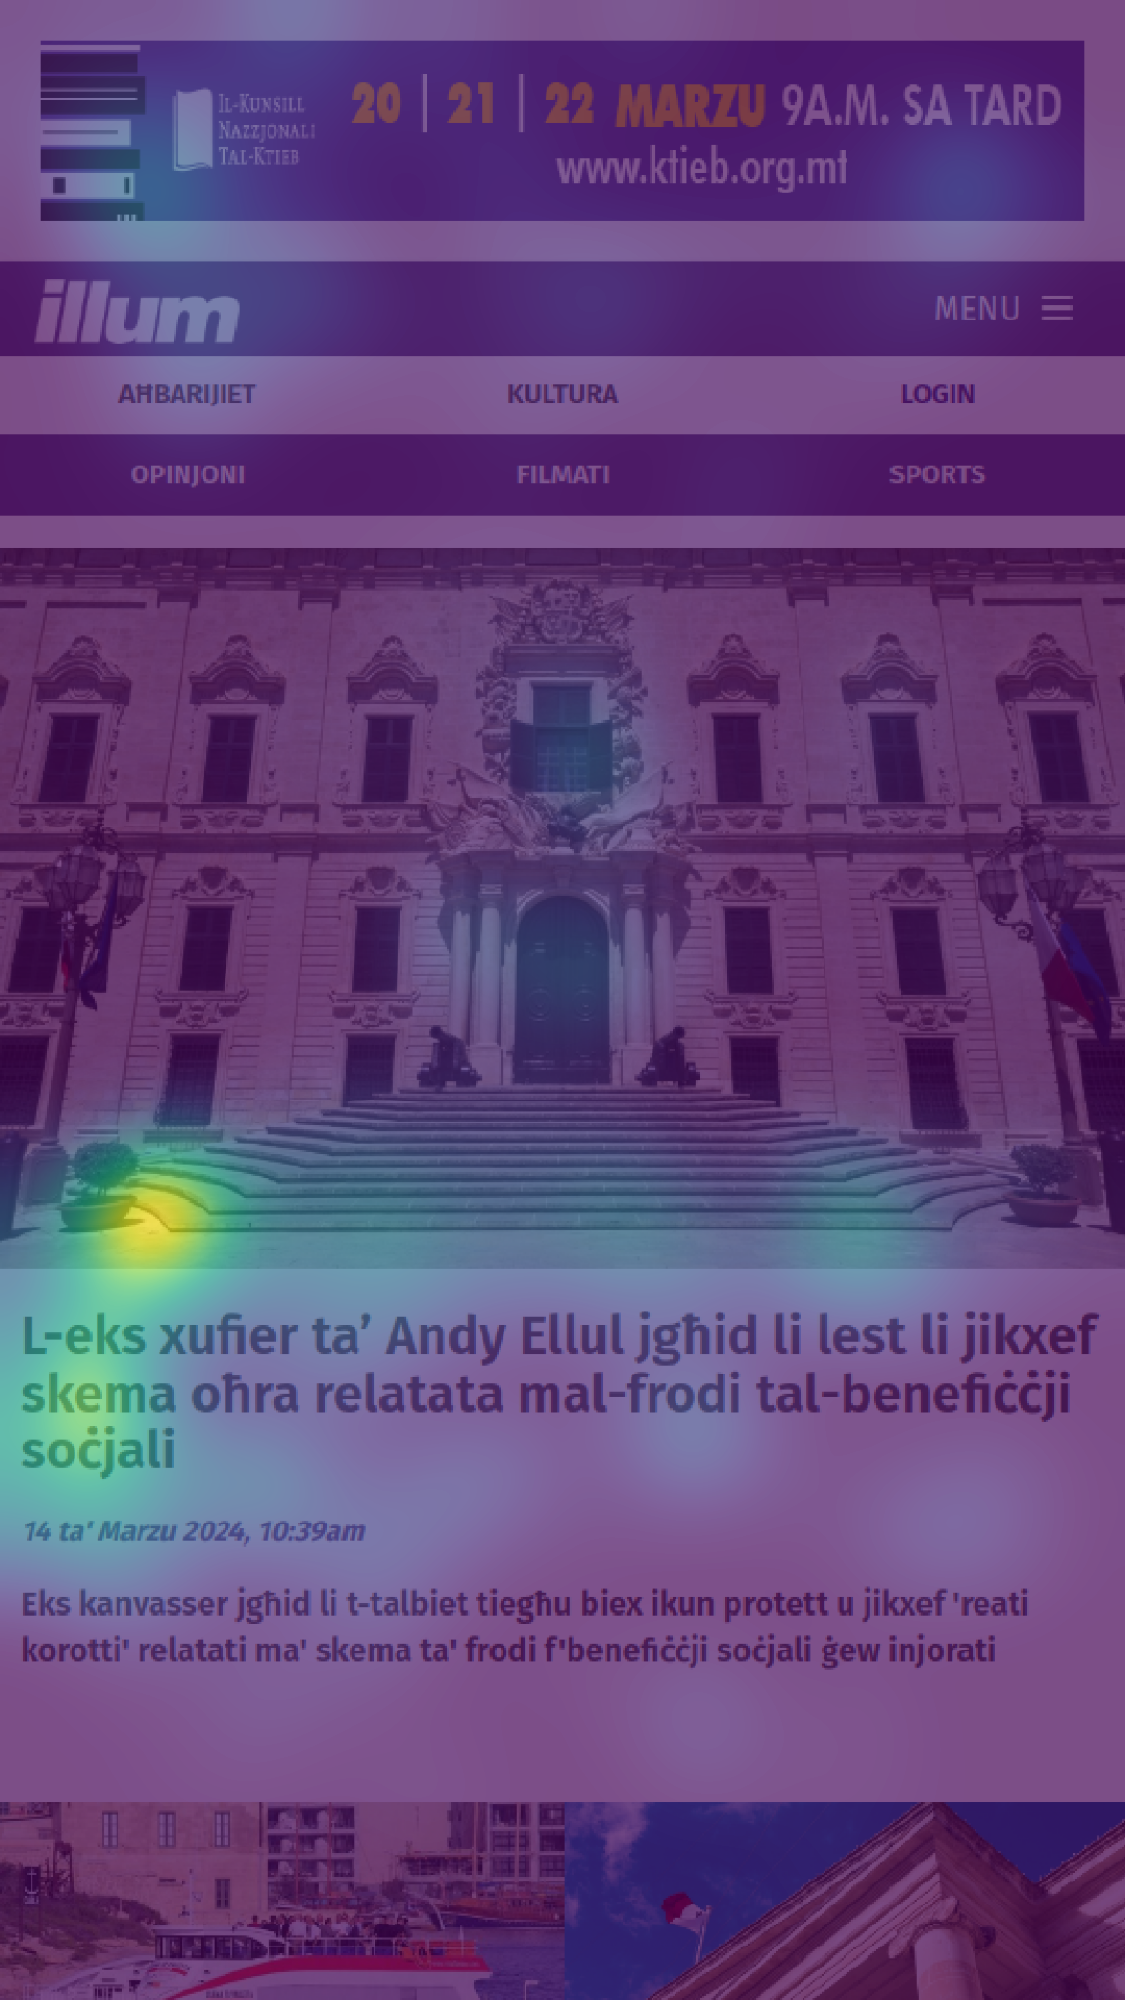 IL-KUNSILL
NAZZJONALI
TAL-KTIEB
20 | 21 | 22 MARZU 9A.M. SA TARD
www.ktieb.org.mt
illum
MENU
AĦBARIJIET KULTURA LOGIN
OPINJONI FILMATI SPORTS
L-eks xufier ta’ Andy Ellul jgħid li lest li jikxef
skema oħra relatata mal-frodi tal-benefiċċji
soċjali
14 ta' Marzu 2024, 10:39am
Eks kanvasser jgħid li t-talbiet tiegħu biex ikun protett u jikxef 'reati
korotti' relatati ma' skema ta' frodi f'benefiċċji soċjali ġew injorati